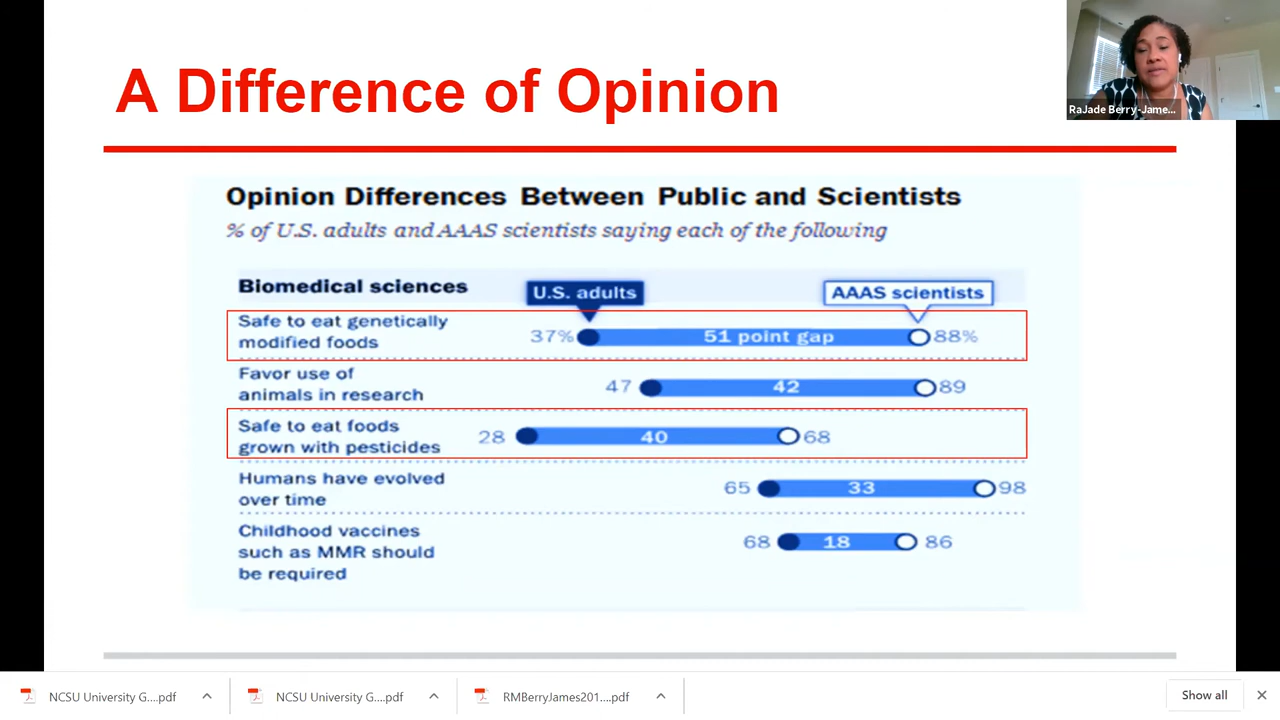 A Difference of Opinion
RaJade Berry-Jame...
Opinion Differences Between Public and Scientists
% of U.S. adults and AAAS scientists saying each of the following
Biomedical sciences
U.S. adults
AAAS scientists
Safe to eat genetically
modified foods
37%
51 point gap
88%
Favor use of
animals in research
47
42
89
Safe to eat foods
grown with pesticides
28
40
68
Humans have evolved
over time
65
33
98
Childhood vaccines
such as MMR should
be required
68
18
86
NCSU University G....pdf
NCSU University G....pdf
RMBerryJames201....pdf
Show all